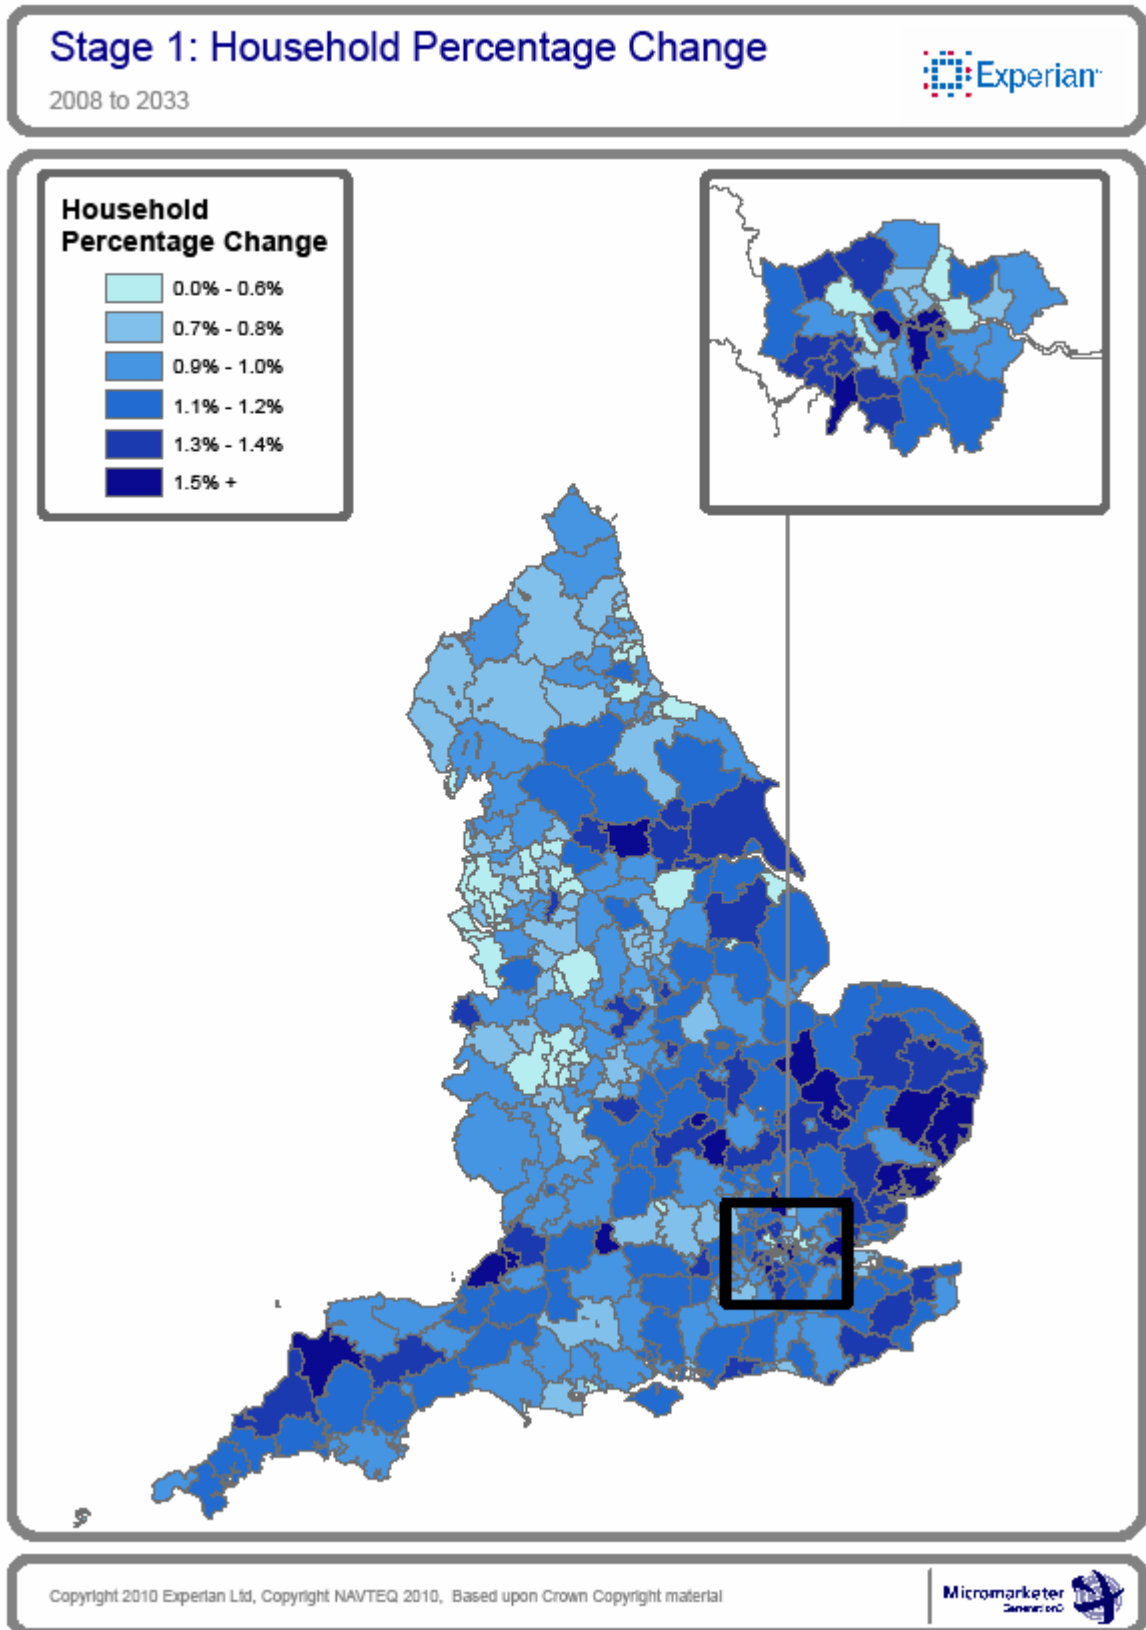 Stage 1: Household Percentage Change
2008 to 2033
Experian
Household
Percentage Change
0.0% - 0.6%
0.7% - 0.8%
0.9% - 1.0%
1.1% - 1.2%
1.3% - 1.4%
1.5% +
Copyright 2010 Experian Ltd, Copyright NAVTEQ 2010, Based upon Crown Copyright material
Micromarketer
Generation3